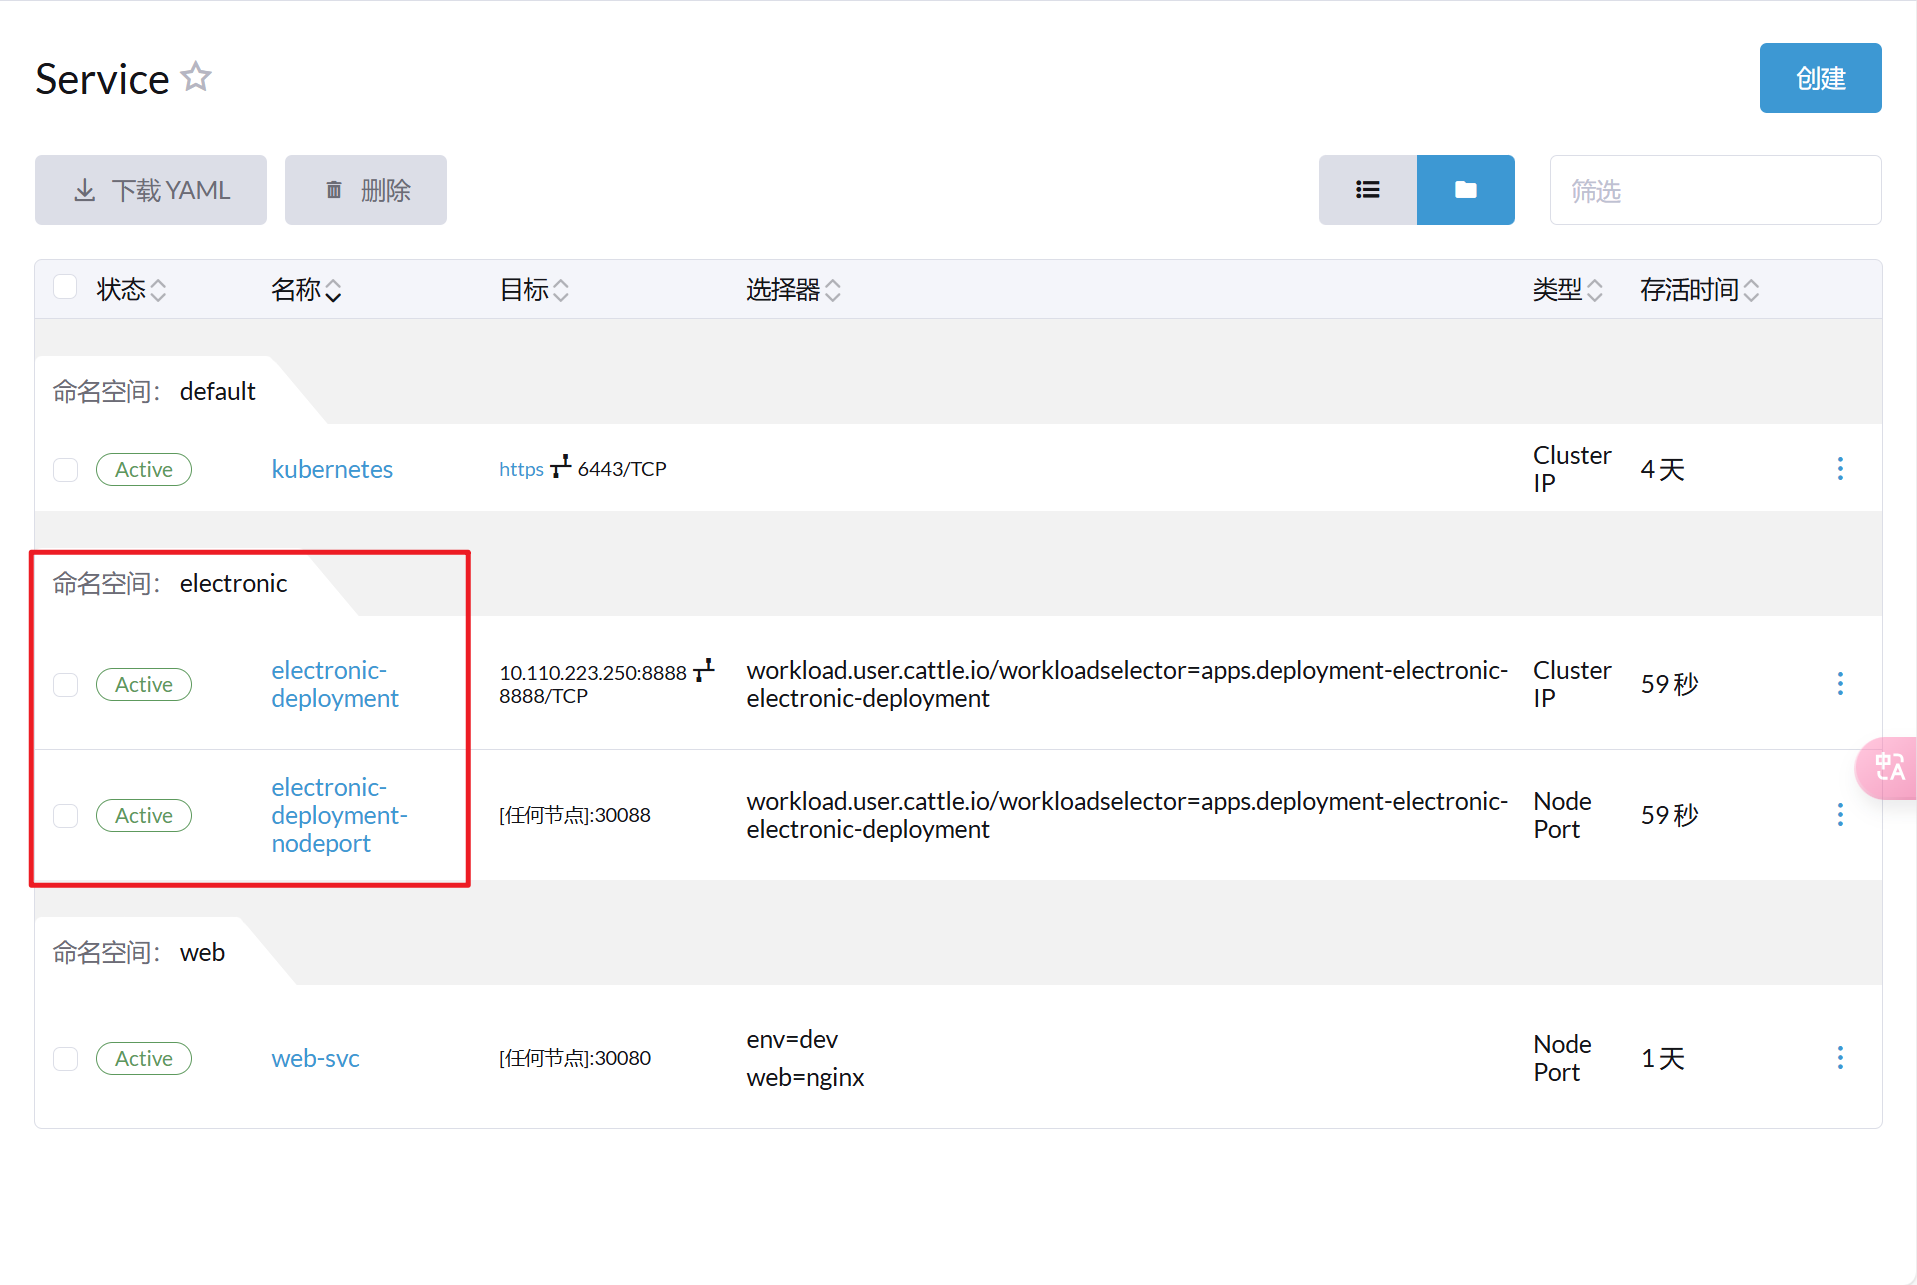 Service
创建
下载 YAML
删除
筛选
状态 名称 目标 选择器 类型 存活时间
命名空间： default
Active kubernetes https 6443/TCP Cluster IP 4 天
命名空间： electronic
Active electronic-deployment 10.110.223.250:8888 8888/TCP workload.user.cattle.io/workloadselector=apps.deployment-electronic-electronic-deployment Cluster IP 59 秒
Active electronic-deployment-nodeport [任何节点]:30088 workload.user.cattle.io/workloadselector=apps.deployment-electronic-electronic-deployment Node Port 59 秒
命名空间： web
Active web-svc [任何节点]:30080 env=dev web=nginx Node Port 1 天
中A